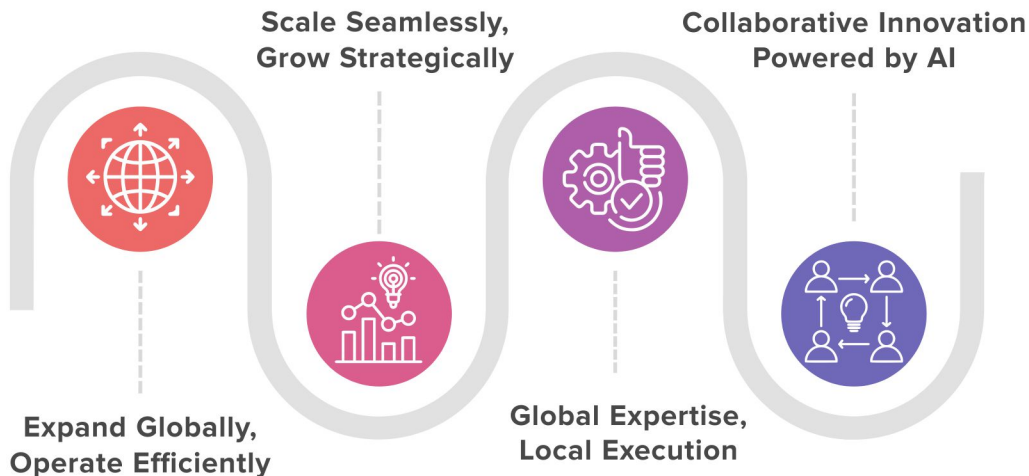 Scale Seamlessly,
Grow Strategically
Collaborative Innovation
Powered by AI
Expand Globally,
Operate Efficiently
Global Expertise,
Local Execution